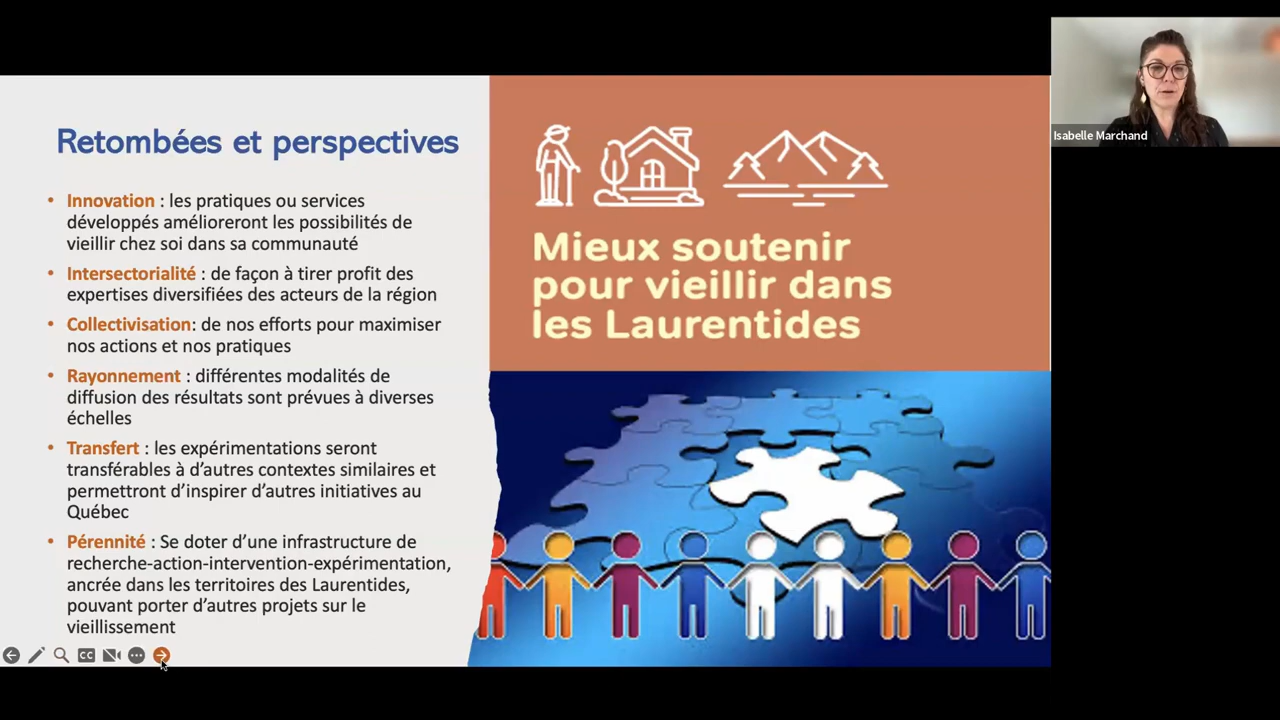 Retombées et perspectives
• Innovation : les pratiques ou services
développés amélioreront les possibilités de
vieillir chez soi dans sa communauté
• Intersectorialité : de façon à tirer profit des
expertises diversifiées des acteurs de la région
• Collectivisation: de nos efforts pour maximiser
nos actions et nos pratiques
• Rayonnement : différentes modalités de
diffusion des résultats sont prévues à diverses
échelles
• Transfert : les expérimentations seront
transférables à d’autres contextes similaires et
permettront d’inspirer d’autres initiatives au
Québec
• Pérennité : Se doter d’une infrastructure de
recherche-action-intervention-expérimentation,
ancrée dans les territoires des Laurentides,
pouvant porter d’autres projets sur le
vieillissement
CC
Mieux soutenir
pour vieillir dans
les Laurentides
Isabelle Marchand